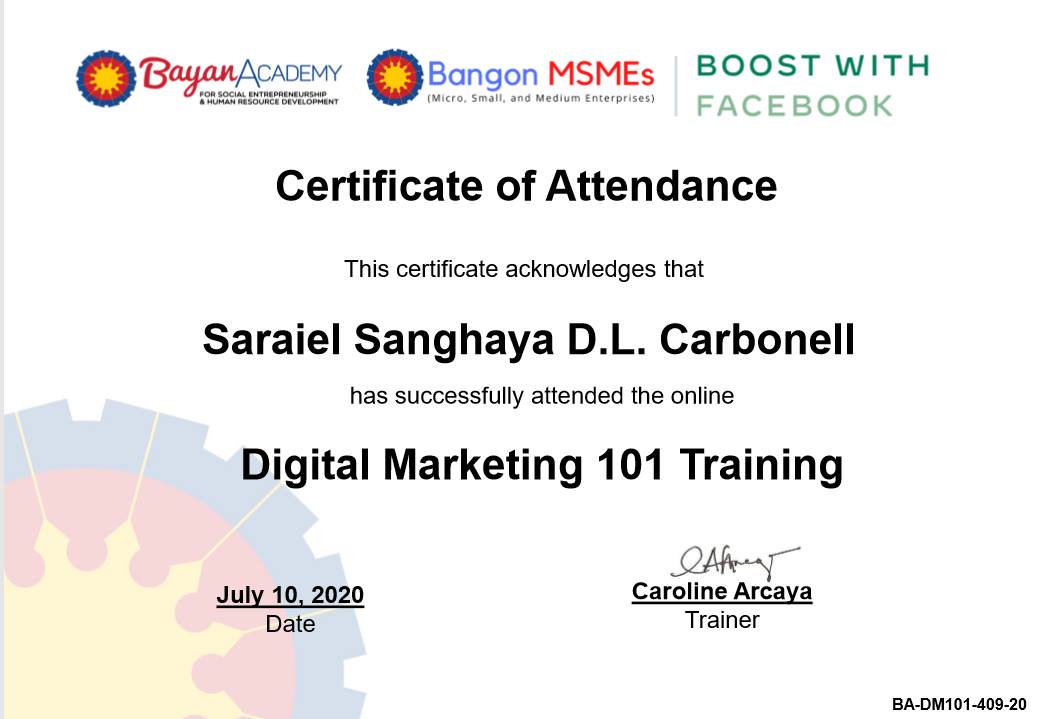 Bayan ACADEMY
FOR SOCIAL ENTREPRENEURSHIP
& HUMAN RESOURCE DEVELOPMENT
Bangon MSMEs
(Micro, Small, and Medium Enterprises)
BOOST WITH
FACEBOOK
Certificate of Attendance
This certificate acknowledges that
Saraiel Sanghaya D.L. Carbonell
has successfully attended the online
Digital Marketing 101 Training
July 10, 2020
Date
Caroline Arcaya
Trainer
BA-DM101-409-20